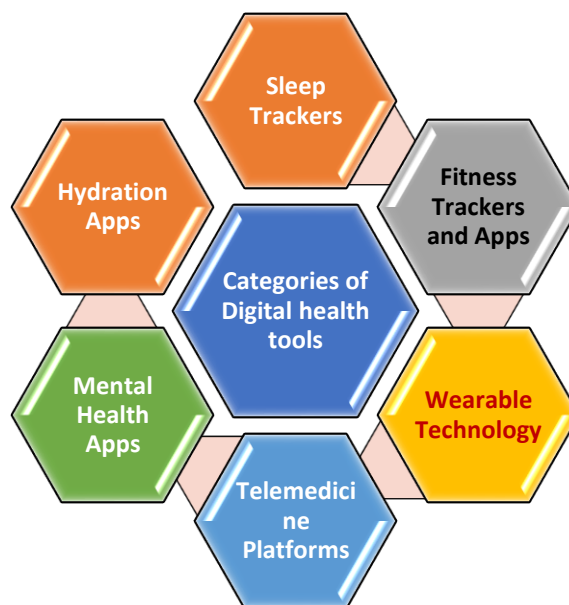 Sleep
Trackers
Hydration
Apps
Fitness
Trackers
and Apps
Categories of
Digital health
tools
Mental
Health
Apps
Wearable
Technology
Telemedici
ne
Platforms